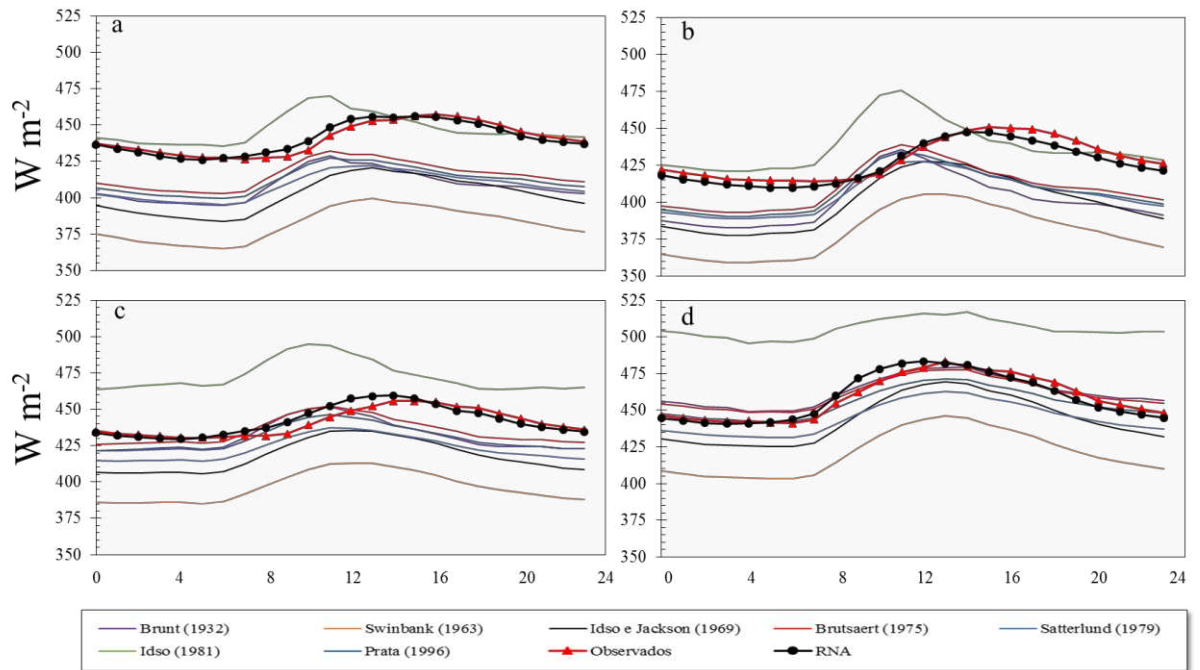 525 500 475 450 425 400 375 350
W m-2
a
525 500 475 450 425 400 375 350
b
525 500 475 450 425 400 375 350
W m-2
c
0 4 8 12 16 20 24
525 500 475 450 425 400 375 350
d
0 4 8 12 16 20 24
Brunt (1932) Swinbank (1963) Idso e Jackson (1969) Brutsaert (1975) Satterlund (1979)
Idso (1981) Prata (1996) Observados RNA